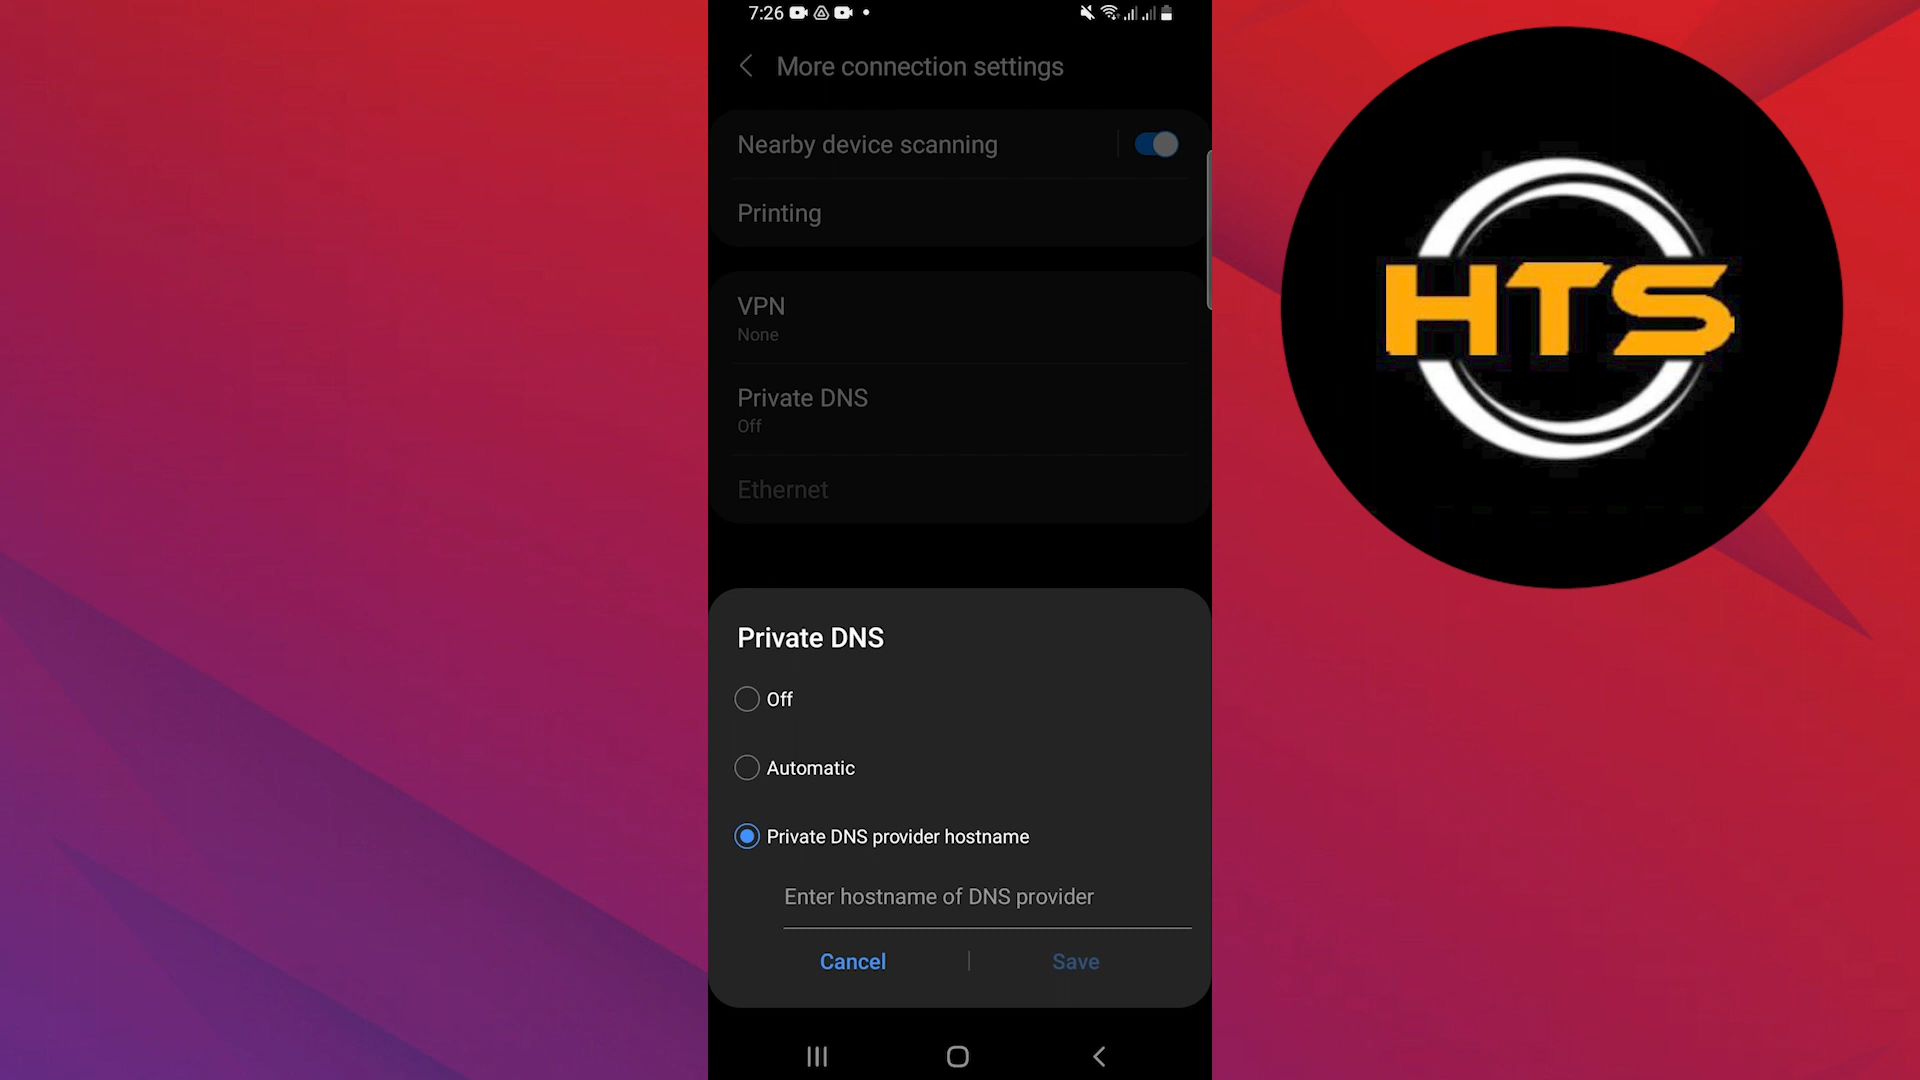 7:26
More connection settings
Nearby device scanning
Printing
VPN
None
Private DNS
Off
Ethernet
Private DNS
Off
Automatic
Private DNS provider hostname
Enter hostname of DNS provider
Cancel
Save
HTS